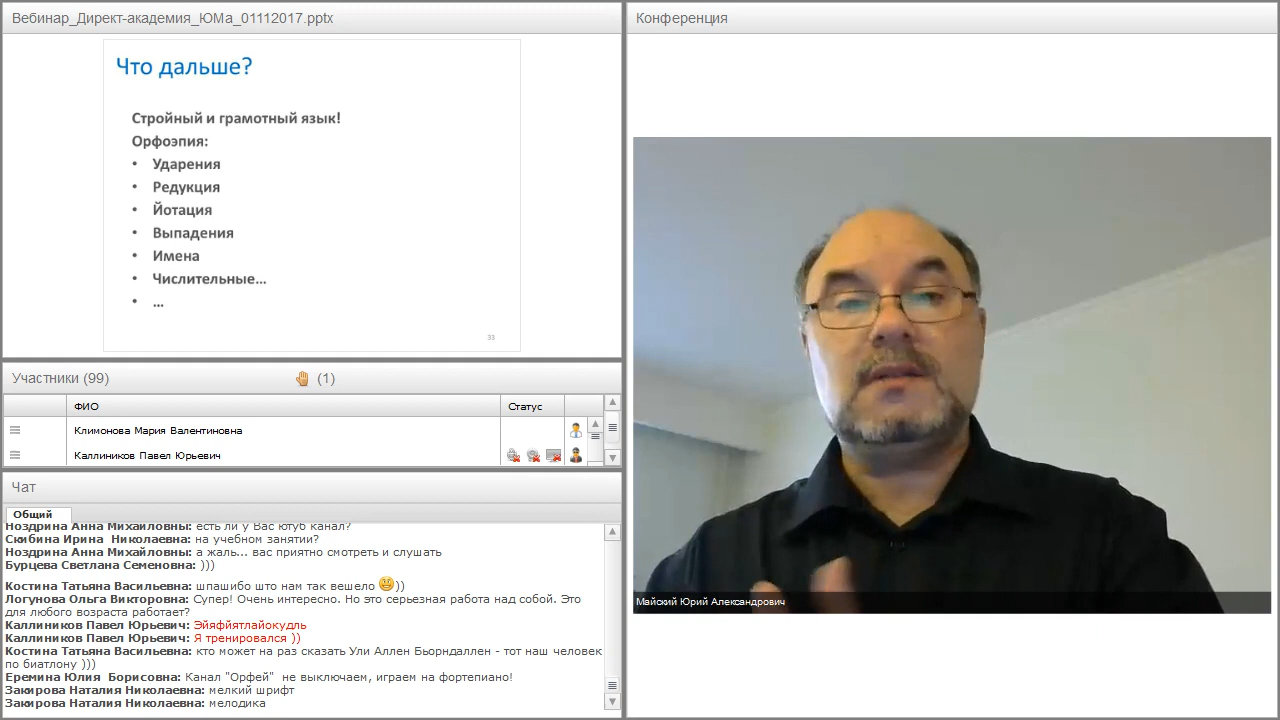 Вебинар_Директ-академия_ЮМа_01112017.pptx
Что дальше?
Стройный и грамотный язык!
Орфоэпия:
• Ударения
• Редукция
• Йотация
• Выпадения
• Имена
• Числительные...
• ...
33
Участники (99)
(1)
ФИО
Статус
Климонова Мария Валентиновна
Каллиников Павел Юрьевич
Чат
Общий
Ноздрина Анна Михайловны: есть ли у Вас ютуб канал?
Скибина Ирина Николаевна: на учебном занятии?
Ноздрина Анна Михайловны: а жаль... вас приятно смотреть и слушать
Бурцева Светлана Семеновна: )))
Костина Татьяна Васильевна: шпашибо што нам так вешело ))
Логунова Ольга Викторовна: Супер! Очень интересно. Но это серьезная работа над собой. Это
для любого возраста работает?
Каллиников Павел Юрьевич: Эйяфйятлайокудль
Каллиников Павел Юрьевич: Я тренировался ))
Костина Татьяна Васильевна: кто может на раз сказать Ули Аллен Бьорндаллен - тот наш человек
по биатлону )))
Еремина Юлия Борисовна: Канал "Орфей" не выключаем, играем на фортепиано!
Закирова Наталия Николаевна: мелкий шрифт
Закирова Наталия Николаевна: мелодика
Конференция
Майский Юрий Александрович